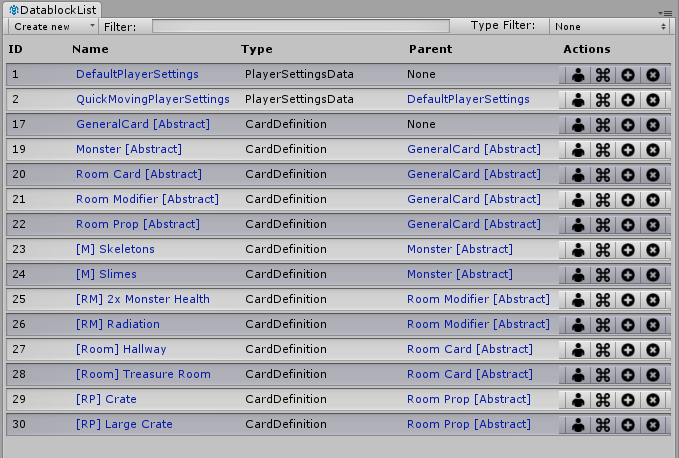 DatablockList
Create new Filter: Type Filter: None
ID Name Type Parent Actions
1 DefaultPlayerSettings PlayerSettingsData None
2 QuickMovingPlayerSettings PlayerSettingsData DefaultPlayerSettings
17 GeneralCard [Abstract] CardDefinition None
19 Monster [Abstract] CardDefinition GeneralCard [Abstract]
20 Room Card [Abstract] CardDefinition GeneralCard [Abstract]
21 Room Modifier [Abstract] CardDefinition GeneralCard [Abstract]
22 Room Prop [Abstract] CardDefinition GeneralCard [Abstract]
23 [M] Skeletons CardDefinition Monster [Abstract]
24 [M] Slimes CardDefinition Monster [Abstract]
25 [RM] 2x Monster Health CardDefinition Room Modifier [Abstract]
26 [RM] Radiation CardDefinition Room Modifier [Abstract]
27 [Room] Hallway CardDefinition Room Card [Abstract]
28 [Room] Treasure Room CardDefinition Room Card [Abstract]
29 [RP] Crate CardDefinition Room Prop [Abstract]
30 [RP] Large Crate CardDefinition Room Prop [Abstract]